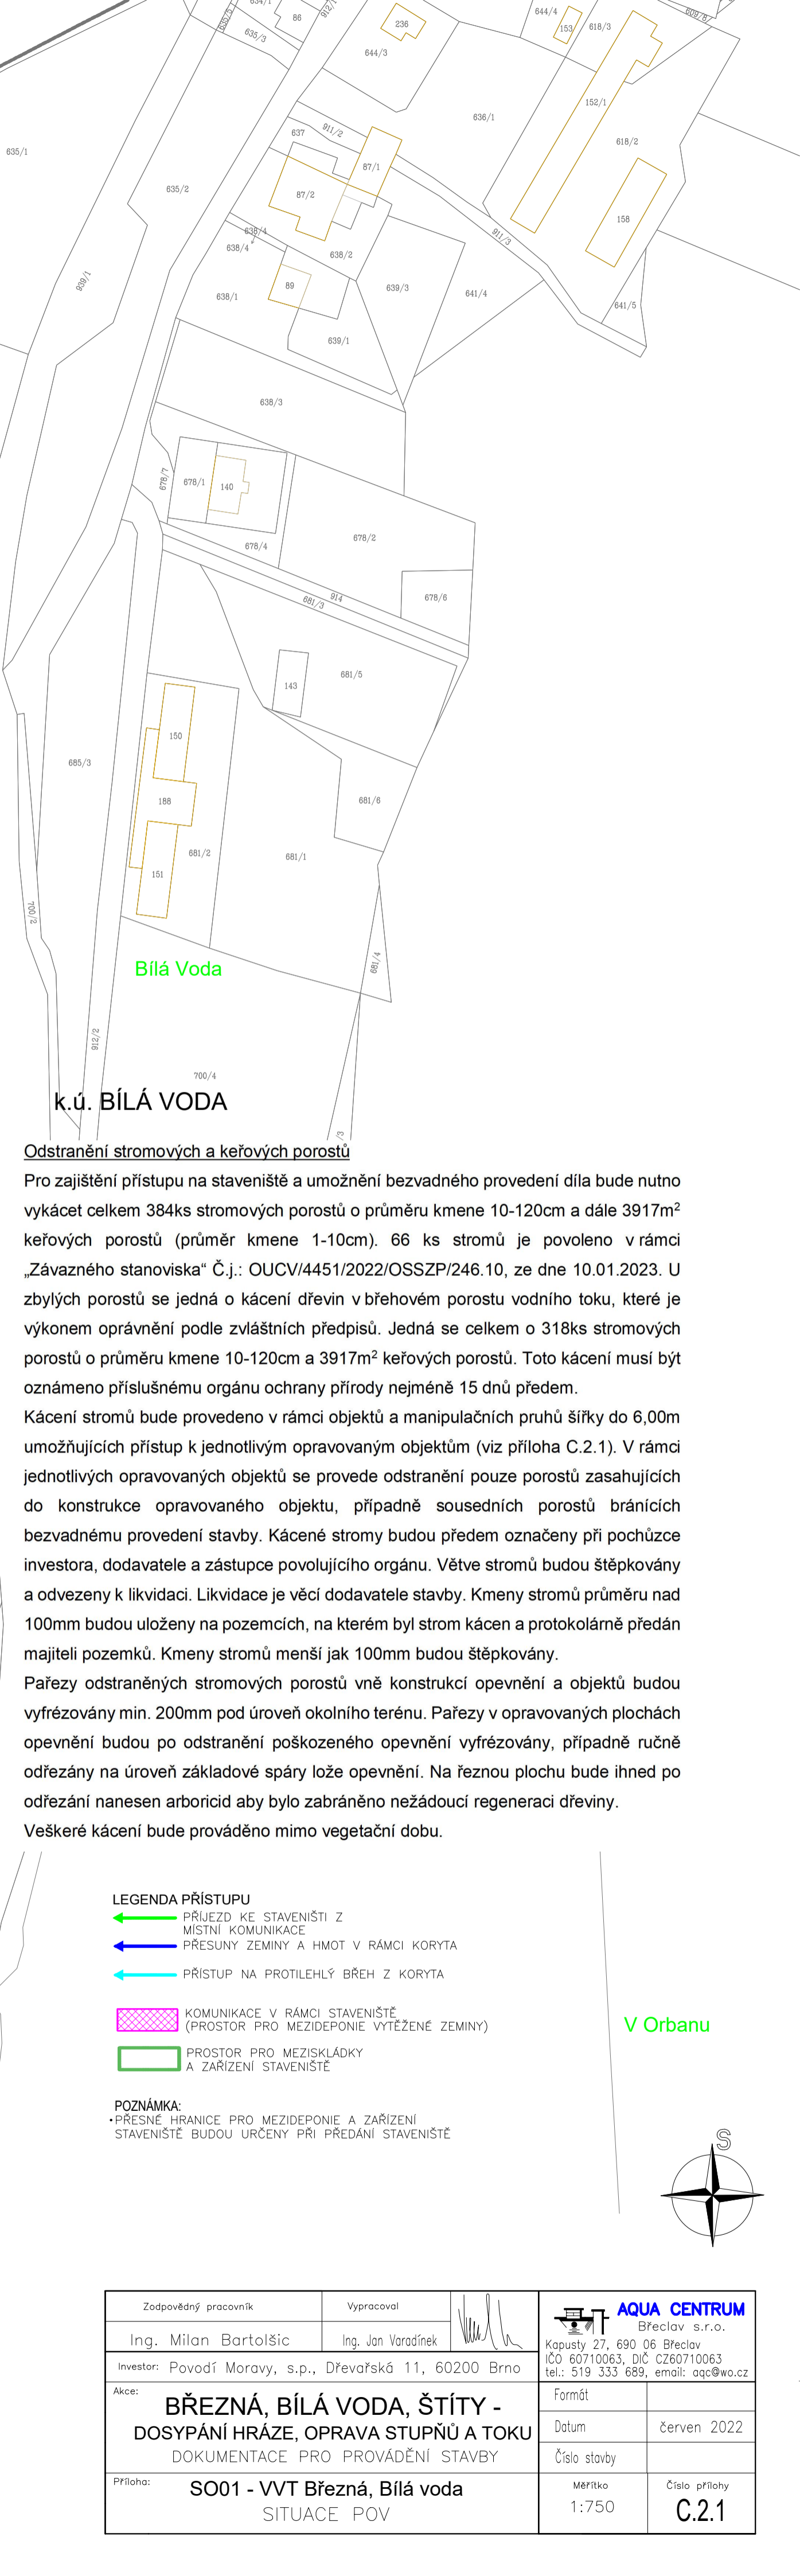 634/1
86
912/1
635/5
635/3
236
644/3
644/4
153
618/3
609/6
152/1
636/1
618/2
635/1
637
911/2
87/1
635/2
87/2
158
638/4
638/4
638/2
911/3
939/1
89
639/3
641/4
638/1
641/5
639/1
638/3
678/7
678/1
140
678/4
678/2
914
681/3
678/6
143
681/5
150
685/3
188
681/6
681/2
681/1
151
700/2
681/4
Bílá Voda
912/2
700/4
k.ú. BÍLÁ VODA
/3
Odstranění stromových a keřových porostů
Pro zajištění přístupu na staveniště a umožnění bezvadného provedení díla bude nutno
vykácet celkem 384ks stromových porostů o průměru kmene 10-120cm a dále 3917m²
keřových porostů (průměr kmene 1-10cm). 66 ks stromů je povoleno v rámci
„Závazného stanoviska“ Č.j.: OUCV/4451/2022/OSSZP/246.10, ze dne 10.01.2023. U
zbylých porostů se jedná o kácení dřevin v břehovém porostu vodního toku, které je
výkonem oprávnění podle zvláštních předpisů. Jedná se celkem o 318ks stromových
porostů o průměru kmene 10-120cm a 3917m² keřových porostů. Toto kácení musí být
oznámeno příslušnému orgánu ochrany přírody nejméně 15 dnů předem.
Kácení stromů bude provedeno v rámci objektů a manipulačních pruhů šířky do 6,00m
umožňujících přístup k jednotlivým opravovaným objektům (viz příloha C.2.1). V rámci
jednotlivých opravovaných objektů se provede odstranění pouze porostů zasahujících
do konstrukce opravovaného objektu, případně sousedních porostů bránících
bezvadnému provedení stavby. Kácené stromy budou předem označeny při pochůzce
investora, dodavatele a zástupce povolujícího orgánu. Větve stromů budou štěpkovány
a odvezeny k likvidaci. Likvidace je věcí dodavatele stavby. Kmeny stromů průměru nad
100mm budou uloženy na pozemcích, na kterém byl strom kácen a protokolárně předán
majiteli pozemků. Kmeny stromů menší jak 100mm budou štěpkovány.
Pařezy odstraněných stromových porostů vně konstrukcí opevnění a objektů budou
vyfrézovány min. 200mm pod úroveň okolního terénu. Pařezy v opravovaných plochách
opevnění budou po odstranění poškozeného opevnění vyfrézovány, případně ručně
odřezány na úroveň základové spáry lože opevnění. Na řeznou plochu bude ihned po
odřezání nanesen arboricid aby bylo zabráněno nežádoucí regeneraci dřeviny.
Veškeré kácení bude prováděno mimo vegetační dobu.
LEGENDA PŘÍSTUPU
PŘÍJEZD KE STAVENIŠTI Z
MÍSTNÍ KOMUNIKACE
PŘESUNY ZEMINY A HMOT V RÁMCI KORYTA
PŘÍSTUP NA PROTILEHLÝ BŘEH Z KORYTA
KOMUNIKACE V RÁMCI STAVENIŠTĚ
(PROSTOR PRO MEZIDEPONIE VYTĚŽENÉ ZEMINY)
V Orbanu
PROSTOR PRO MEZISKLÁDKY
A ZAŘÍZENÍ STAVENIŠTĚ
POZNÁMKA:
•PŘESNÉ HRANICE PRO MEZIDEPONIE A ZAŘÍZENÍ
STAVENIŠTĚ BUDOU URČENY PŘI PŘEDÁNÍ STAVENIŠTĚ
S
Zodpovědný pracovník
Vypracoval
Ing. Milan Bartolšic
Ing. Jan Varadínek
AQUA CENTRUM
Břeclav s.r.o.
Kapusty 27, 690 06 Břeclav
IČO 60710063, DIČ CZ60710063
tel.: 519 333 689, email: aqc@wo.cz
Investor: Povodí Moravy, s.p., Dřevařská 11, 60200 Brno
Akce:
BŘEZNÁ, BÍLÁ VODA, ŠTÍTY -
DOSYPÁNÍ HRÁZE, OPRAVA STUPŇŮ A TOKU
DOKUMENTACE PRO PROVÁDĚNÍ STAVBY
Formát
Datum červen 2022
Číslo stavby
Příloha:
SO01 - VVT Březná, Bílá voda
SITUACE POV
Měřítko
1:750
Číslo přílohy
C.2.1